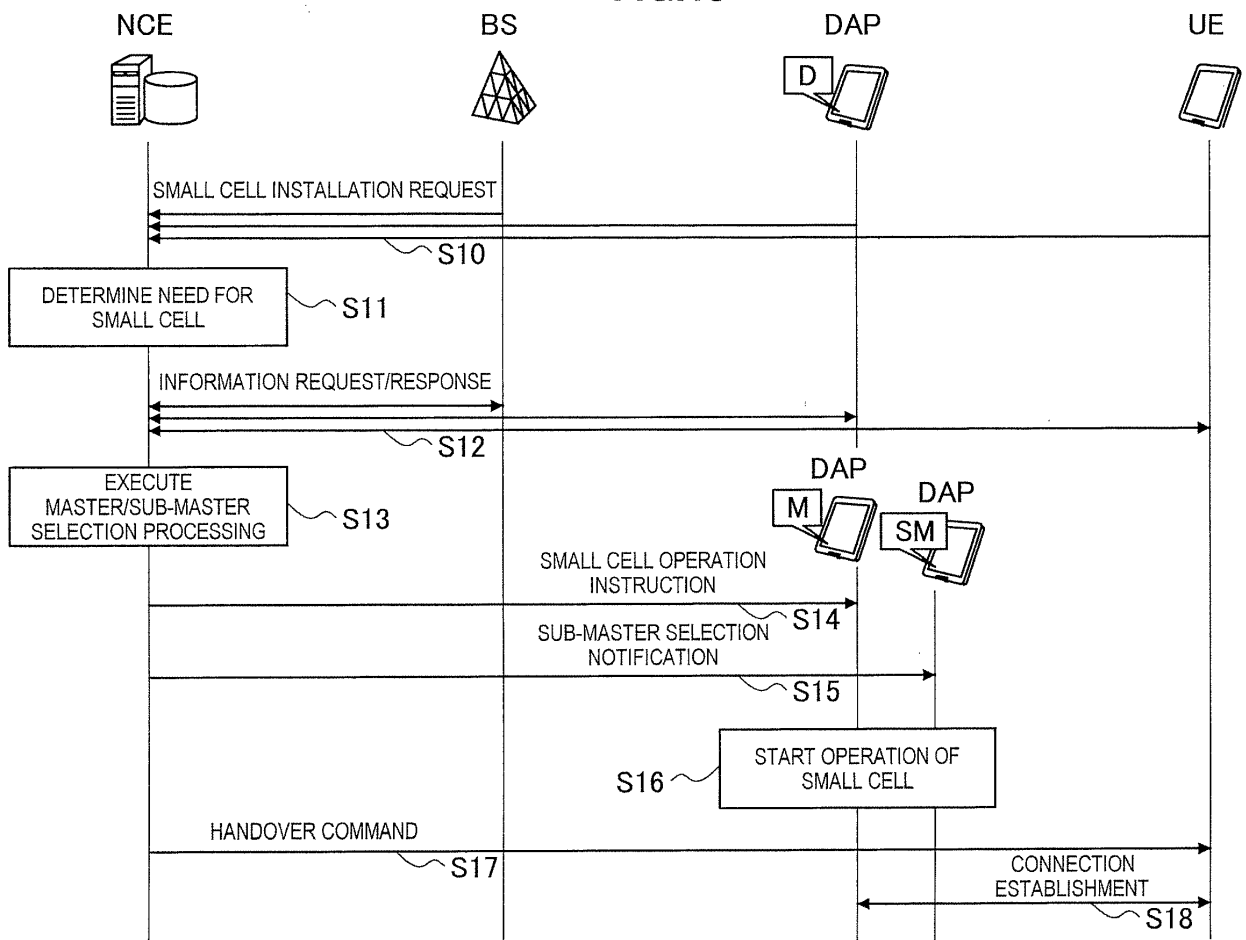 NCE
BS
DAP
UE
D
SMALL CELL INSTALLATION REQUEST
S10
DETERMINE NEED FOR
SMALL CELL
S11
INFORMATION REQUEST/RESPONSE
S12
EXECUTE
MASTER/SUB-MASTER
SELECTION PROCESSING
S13
DAP
M
DAP
SM
SMALL CELL OPERATION
INSTRUCTION
S14
SUB-MASTER SELECTION
NOTIFICATION
S15
START OPERATION OF
SMALL CELL
S16
HANDOVER COMMAND
S17
CONNECTION
ESTABLISHMENT
S18